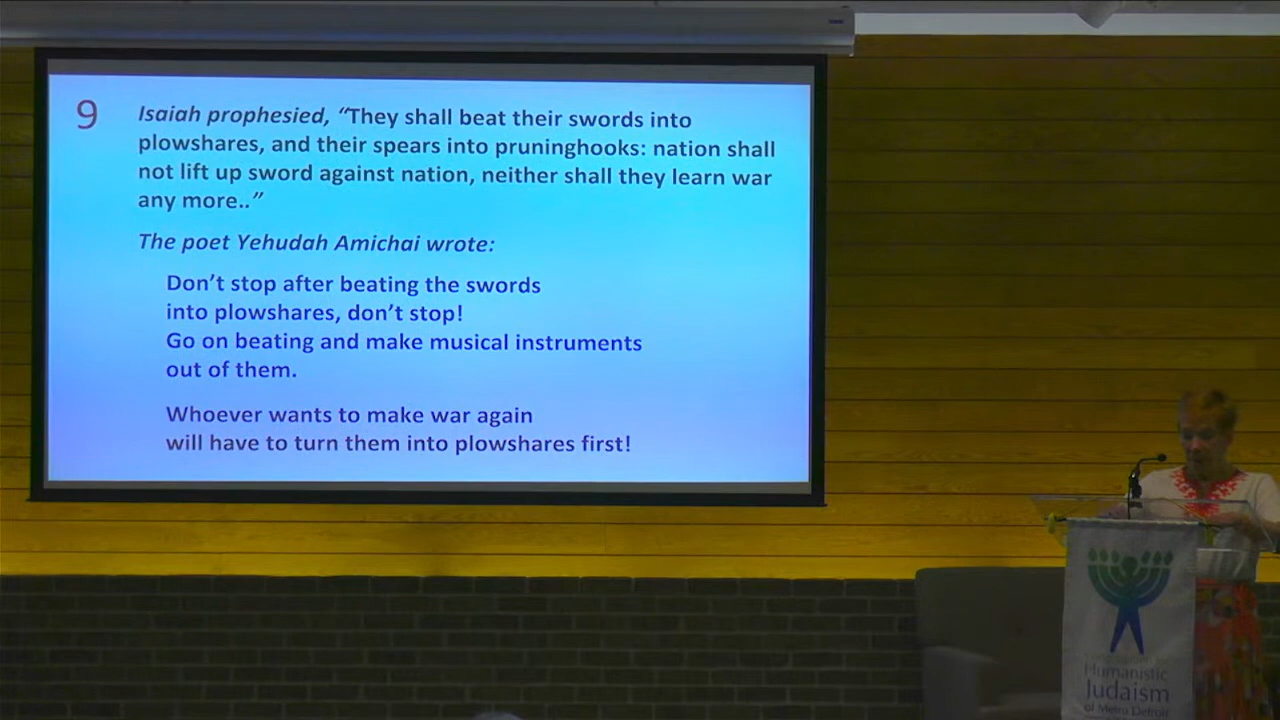 9
Isaiah prophesied, “They shall beat their swords into
plowshares, and their spears into pruninghooks: nation shall
not lift up sword against nation, neither shall they learn war
any more..”
The poet Yehudah Amichai wrote:
Don’t stop after beating the swords
into plowshares, don’t stop!
Go on beating and make musical instruments
out of them.
Whoever wants to make war again
will have to turn them into plowshares first!
Humanistic
Judaism
of Metro Detroit